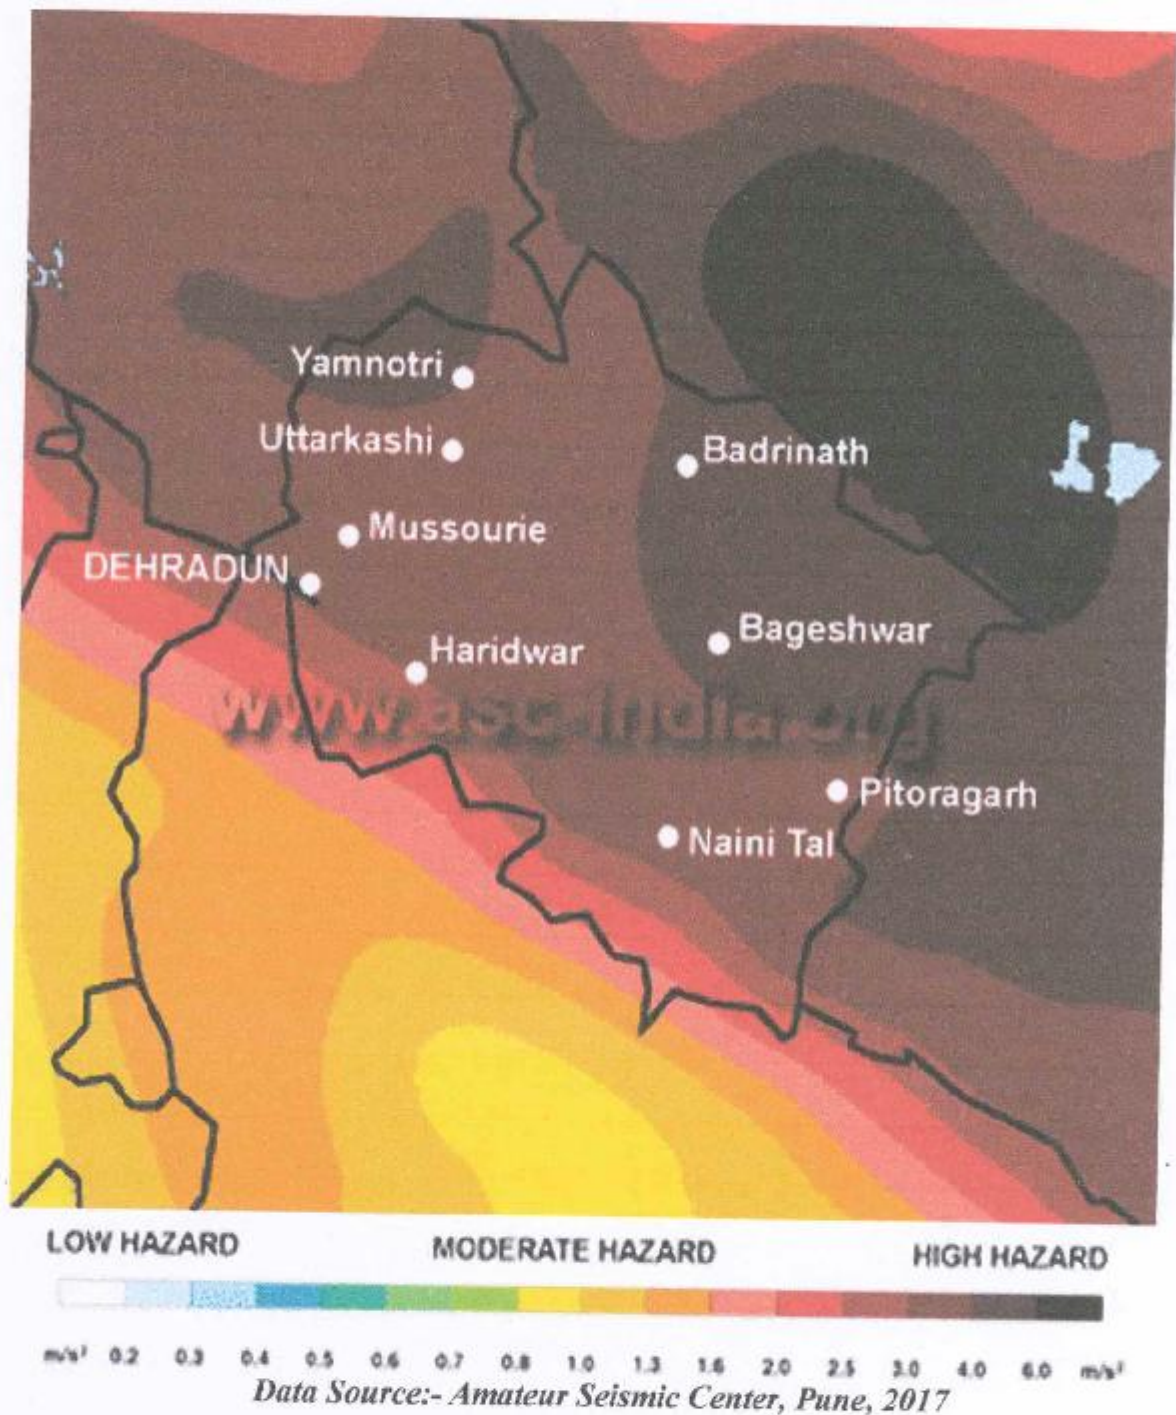 Yamnotri
Uttarkashi
Badrinath
Mussourie
DEHRADUN
Bageshwar
Haridwar
www.asc-india.org
Pitoragarh
Naini Tal
LOW HAZARD MODERATE HAZARD HIGH HAZARD
m/s² 0.2 0.3 0.4 0.5 0.6 0.7 0.8 1.0 1.3 1.6 2.0 2.5 3.0 4.0 6.0 m/s²
Data Source:- Amateur Seismic Center, Pune, 2017